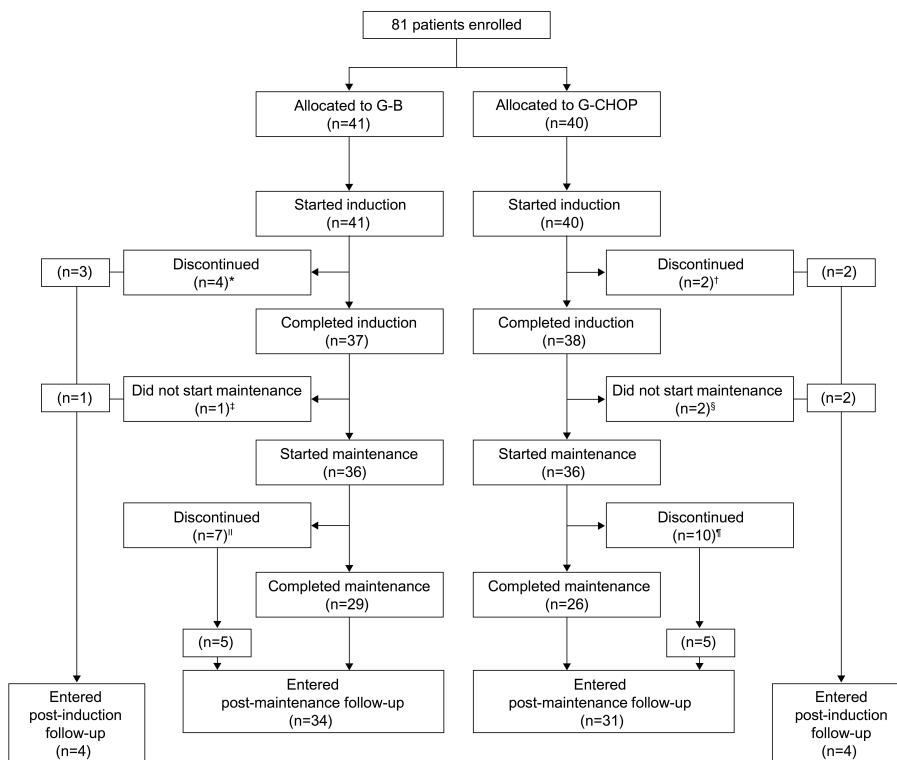 81 patients enrolled
Allocated to G-B
(n=41)
Allocated to G-CHOP
(n=40)
Started induction
(n=41)
Started induction
(n=40)
(n=3)
Discontinued
(n=4)*
Discontinued
(n=2)†
(n=2)
Completed induction
(n=37)
Completed induction
(n=38)
(n=1)
Did not start maintenance
(n=1)‡
Did not start maintenance
(n=2)§
(n=2)
Started maintenance
(n=36)
Started maintenance
(n=36)
Discontinued
(n=7)||
Discontinued
(n=10)¶
Completed maintenance
(n=29)
Completed maintenance
(n=26)
(n=5)
(n=5)
Entered
post-induction
follow-up
(n=4)
Entered
post-maintenance follow-up
(n=34)
Entered
post-maintenance follow-up
(n=31)
Entered
post-induction
follow-up
(n=4)